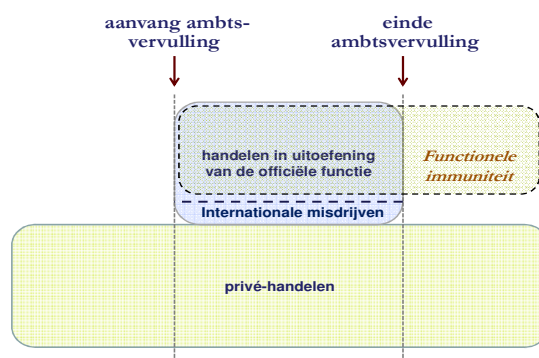 aanvang ambts-
vervulling
einde
ambtsvervulling
handelen in uitoefening
van de officiële functie
Functionele
immuniteit
Internationale misdrijven
privé-handelen